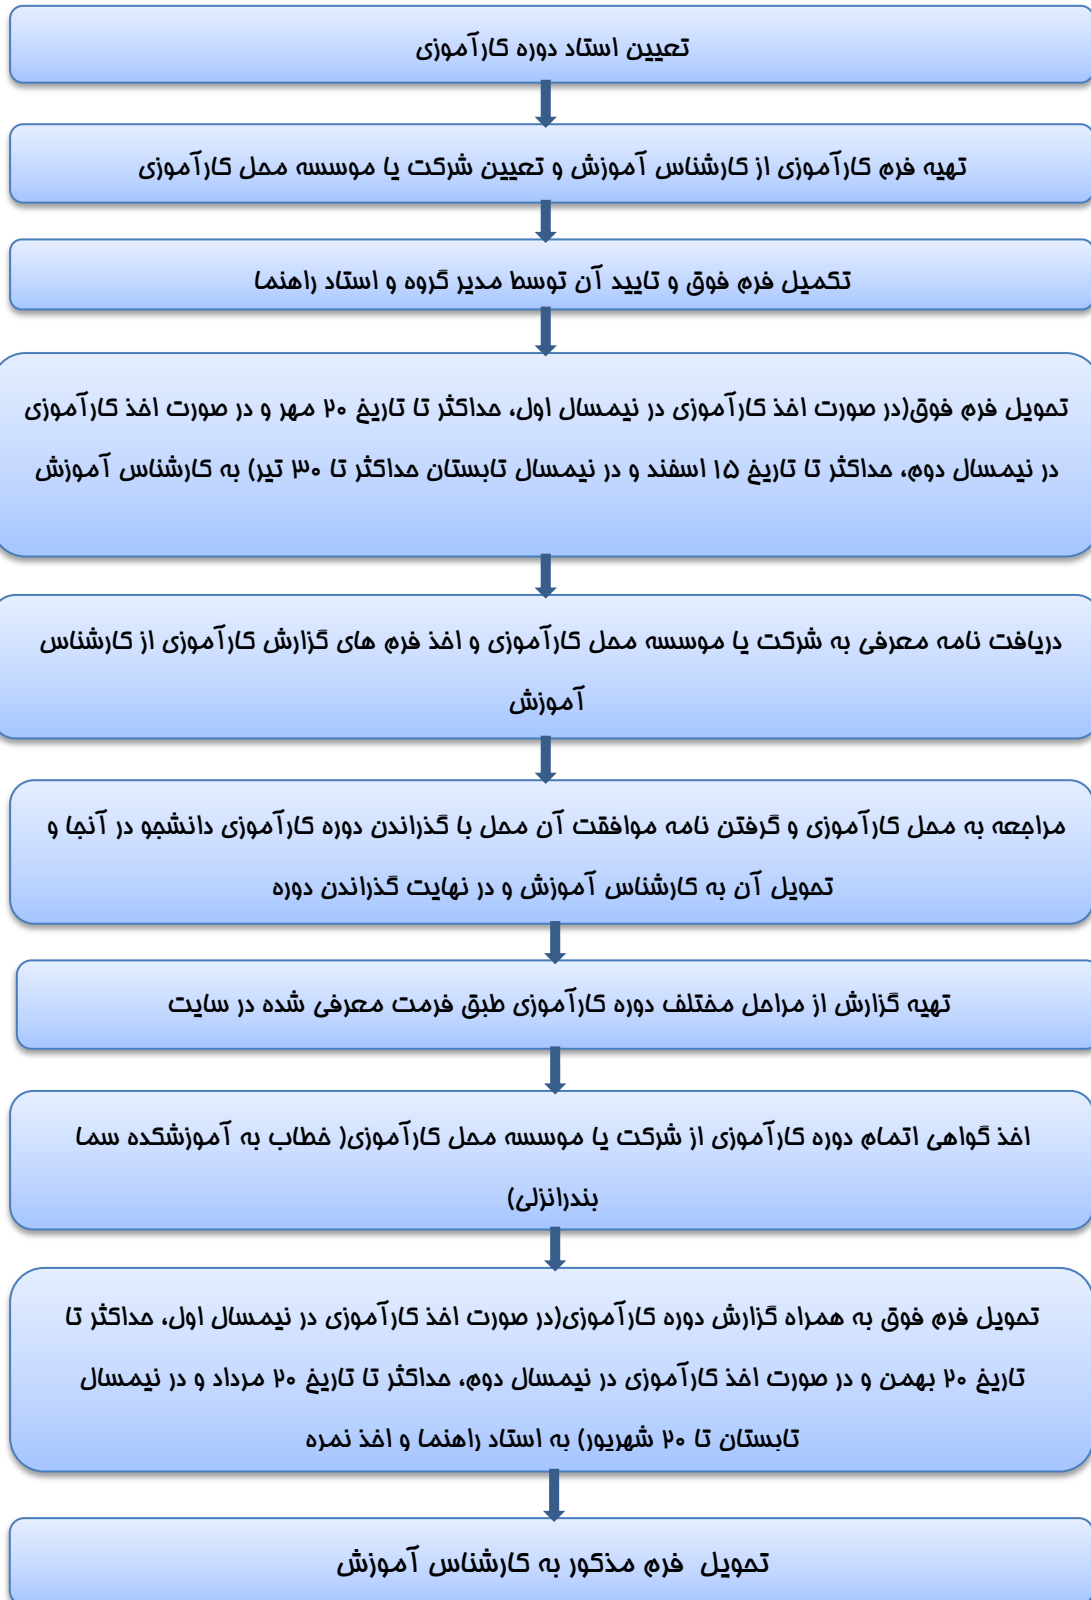 تعیین استاد دوره کارآموزی
تهیه فرم کارآموزی از کارشناس آموزش و تعیین شرکت یا موسسه محل کارآموزی
تکمیل فرم فوق و تایید آن توسط مدیر گروه و استاد راهنما
تحویل فرم فوق(در صورت اخذ کارآموزی در نیمسال اول، حداکثر تا تاریخ ۲۰ مهر و در صورت اخذ کارآموزی
در نیمسال دوم، حداکثر تا تاریخ ۱۵ اسفند و در نیمسال تابستان حداکثر تا ۳۰ تیر) به کارشناس آموزش
دریافت نامه معرفی به شرکت یا موسسه محل کارآموزی و اخذ فرم های گزارش کارآموزی از کارشناس
آموزش
مراجعه به محل کارآموزی و گرفتن نامه موافقت آن محل با گذراندن دوره کارآموزی دانشجو در آنجا و
تحویل آن به کارشناس آموزش و در نهایت گذراندن دوره
تهیه گزارش از مراحل مختلف دوره کارآموزی طبق فرمت معرفی شده در سایت
اخذ گواهی اتمام دوره کارآموزی از شرکت یا موسسه محل کارآموزی( خطاب به آموزشکده سما
بندرانزلی)
تحویل فرم فوق به همراه گزارش دوره کارآموزی(در صورت اخذ کارآموزی در نیمسال اول، حداکثر تا
تاریخ ۲۰ بهمن و در صورت اخذ کارآموزی در نیمسال دوم، حداکثر تا تاریخ ۲۰ مرداد و در نیمسال
تابستان تا ۲۰ شهریور) به استاد راهنما و اخذ نمره
تحویل فرم مذکور به کارشناس آموزش